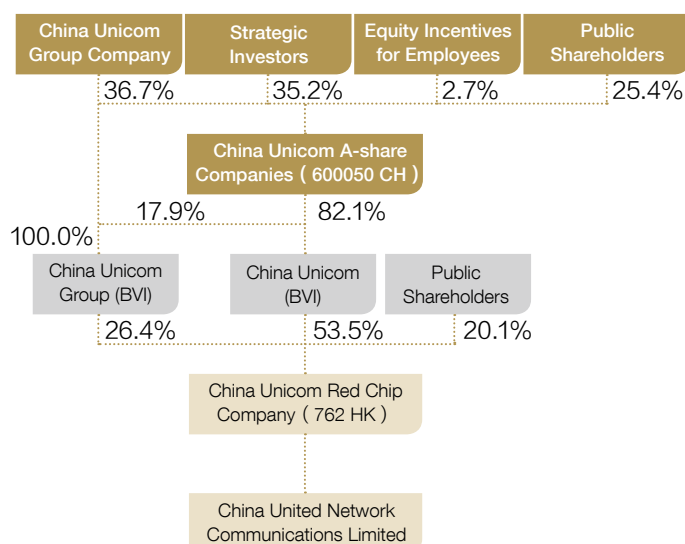 China Unicom
Group Company
Strategic
Investors
Equity Incentives
for Employees
Public
Shareholders
36.7%
35.2%
2.7%
25.4%
China Unicom A-share
Companies ( 600050 CH )
17.9%
82.1%
100.0%
China Unicom
Group (BVI)
China Unicom
(BVI)
Public
Shareholders
26.4%
53.5%
20.1%
China Unicom Red Chip
Company ( 762 HK )
China United Network
Communications Limited